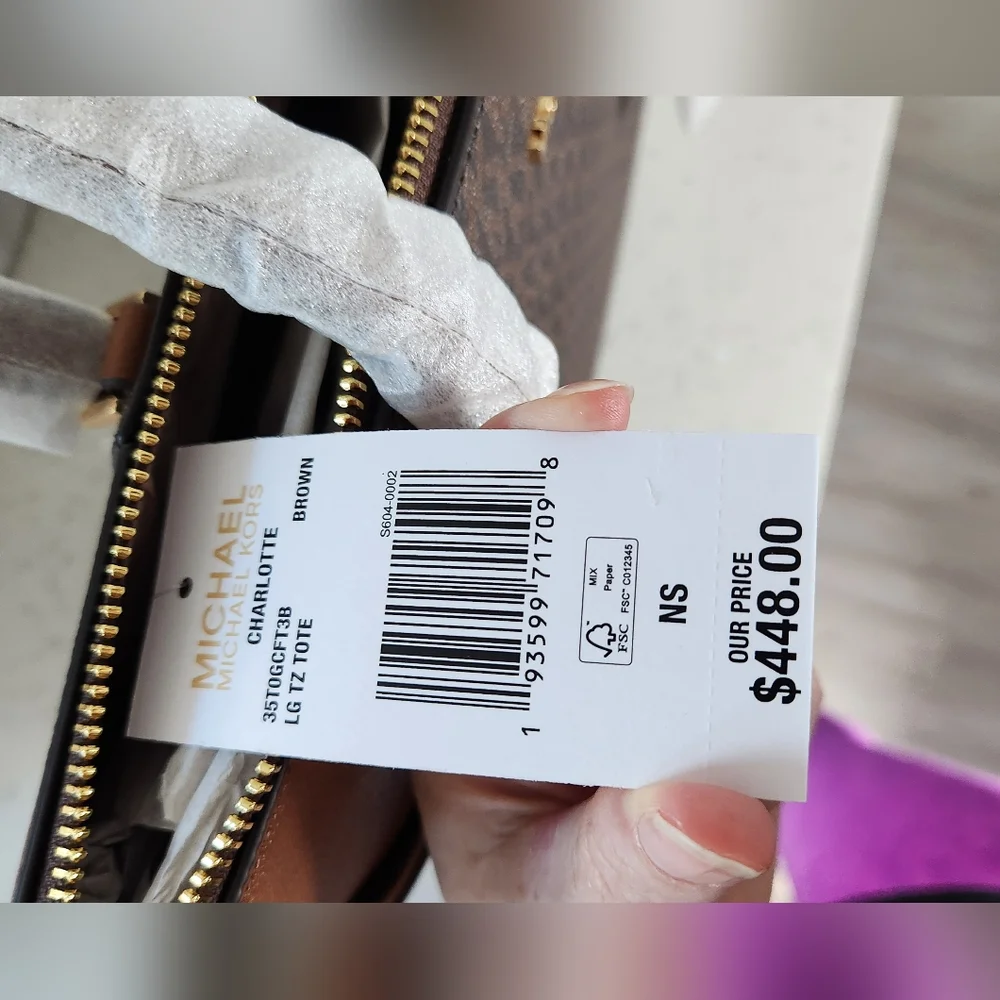 MICHAEL
MICHAEL KORS
CHARLOTTE
35T0GCFT3B BROWN
LG TZ TOTE
S604-0002
1 93599 71709 8
FSC
MIX
Paper
FSC™ C012345
NS
OUR PRICE
$448.00